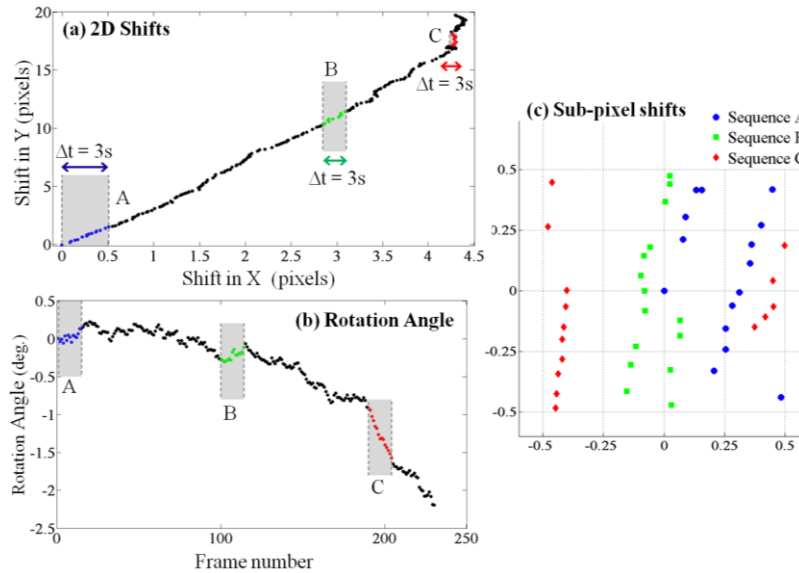 (a) 2D Shifts
20
15
10
5
0
Shift in Y (pixels)
Δt = 3s
A
B
Δt = 3s
C
Δt = 3s
0 0.5 1 1.5 2 2.5 3 3.5 4 4.5
Shift in X (pixels)
(b) Rotation Angle
0.5
0
-0.5
-1
-1.5
-2
-2.5
Rotation Angle (deg.)
A
B
C
0 100 200 250
Frame number
(c) Sub-pixel shifts
Sequence A
Sequence
Sequence
0.5
0.25
0
-0.25
-0.5
-0.5 -0.25 0 0.25 0.5